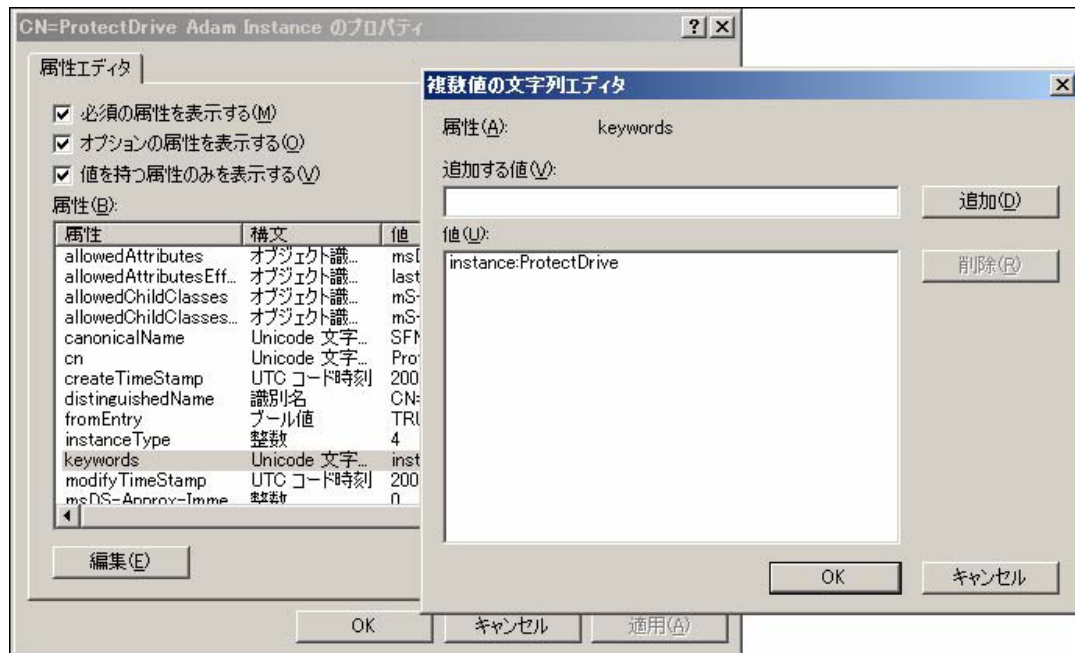 CN=ProtectDrive Adam Instance のプロパティ
属性エディタ
必須の属性を表示する(M)
オプションの属性を表示する(O)
値を持つ属性のみを表示する(V)
属性(B):
属性 構文 値
allowedAttributes オブジェクト識... msD
allowedAttributesEff... オブジェクト識... last
allowedChildClasses オブジェクト識... mS-
allowedChildClasses... オブジェクト識... mS-
canonicalName Unicode 文字... SFN
cn Unicode 文字... Pro
createTimeStamp UTC コード時刻 200
distinguishedName 識別名 CN=
fromEntry ブール値 TRU
instanceType 整数 4
keywords Unicode 文字... inst
modifyTimeStamp UTC コード時刻 200
msDS-Approx-Imme... 整数 0
編集(E)
OK キャンセル 適用(A)
複数値の文字列エディタ
属性(A): keywords
追加する値(V):
追加(D)
値(U):
instance:ProtectDrive
削除(R)
OK キャンセル